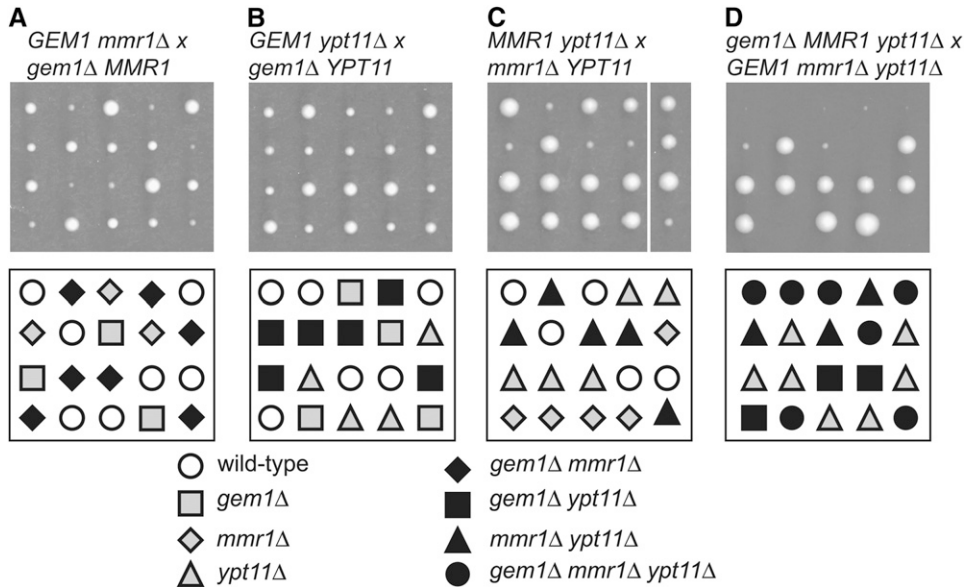 A
GEM1 mmr1Δ x
gem1Δ MMR1
B
GEM1 ypt11Δ x
gem1Δ YPT11
C
MMR1 ypt11Δ x
mmr1Δ YPT11
D
gem1Δ MMR1 ypt11Δ x
GEM1 mmr1Δ ypt11Δ
wild-type
gem1Δ
mmr1Δ
ypt11Δ
gem1Δ mmr1Δ
gem1Δ ypt11Δ
mmr1Δ ypt11Δ
gem1Δ mmr1Δ ypt11Δ